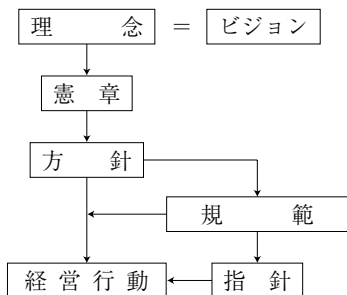 理念 = ビジョン
憲章
方針
規範
経営行動 指針